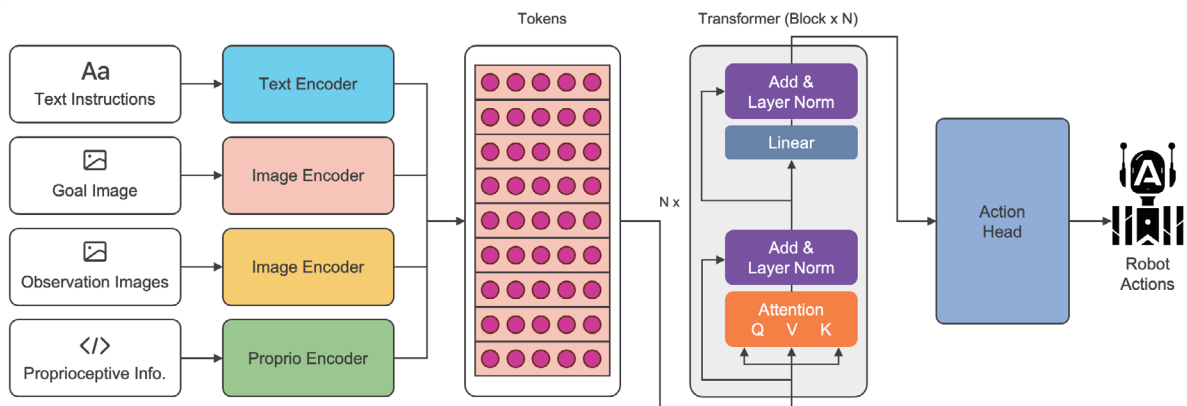 Tokens
Transformer (Block x N)
Aa
Text Instructions
Text Encoder
Goal Image
Image Encoder
Observation Images
Image Encoder
</>
Proprioceptive Info.
Proprio Encoder
N x
Add &
Layer Norm
Linear
Add &
Layer Norm
Attention
Q V K
Action
Head
A
Robot
Actions